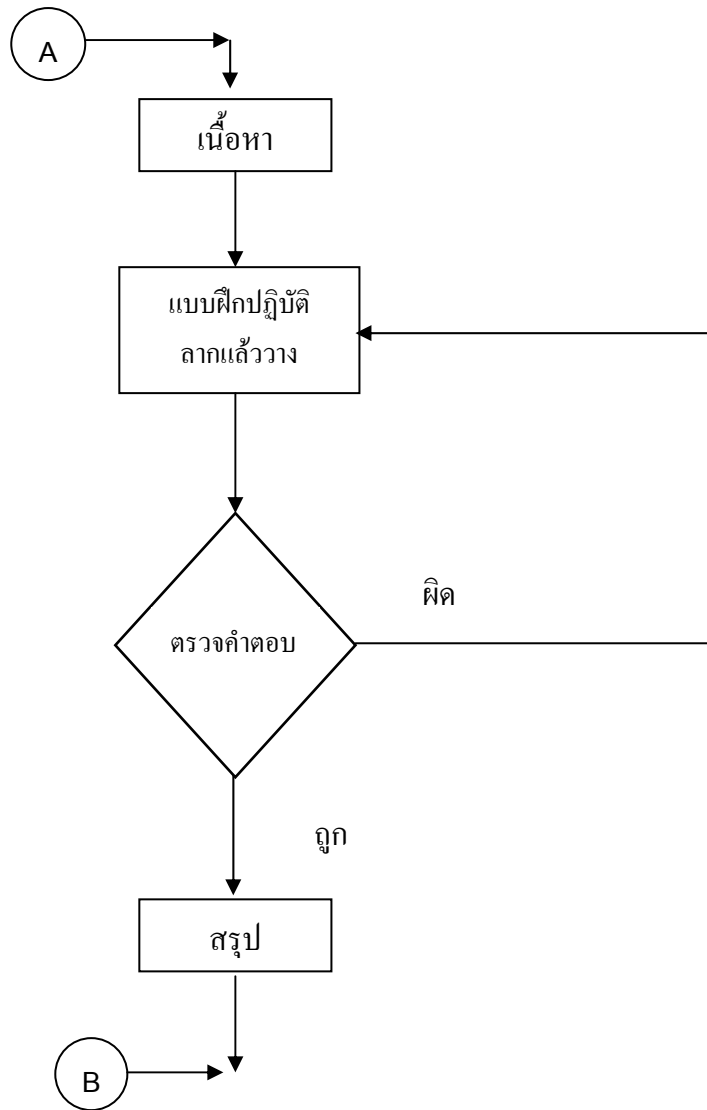 A
เนื้อหา
แบบฝึกปฏิบัติ
ลากแล้ววาง
ผิด
ตรวจคำตอบ
ถูก
สรุป
B